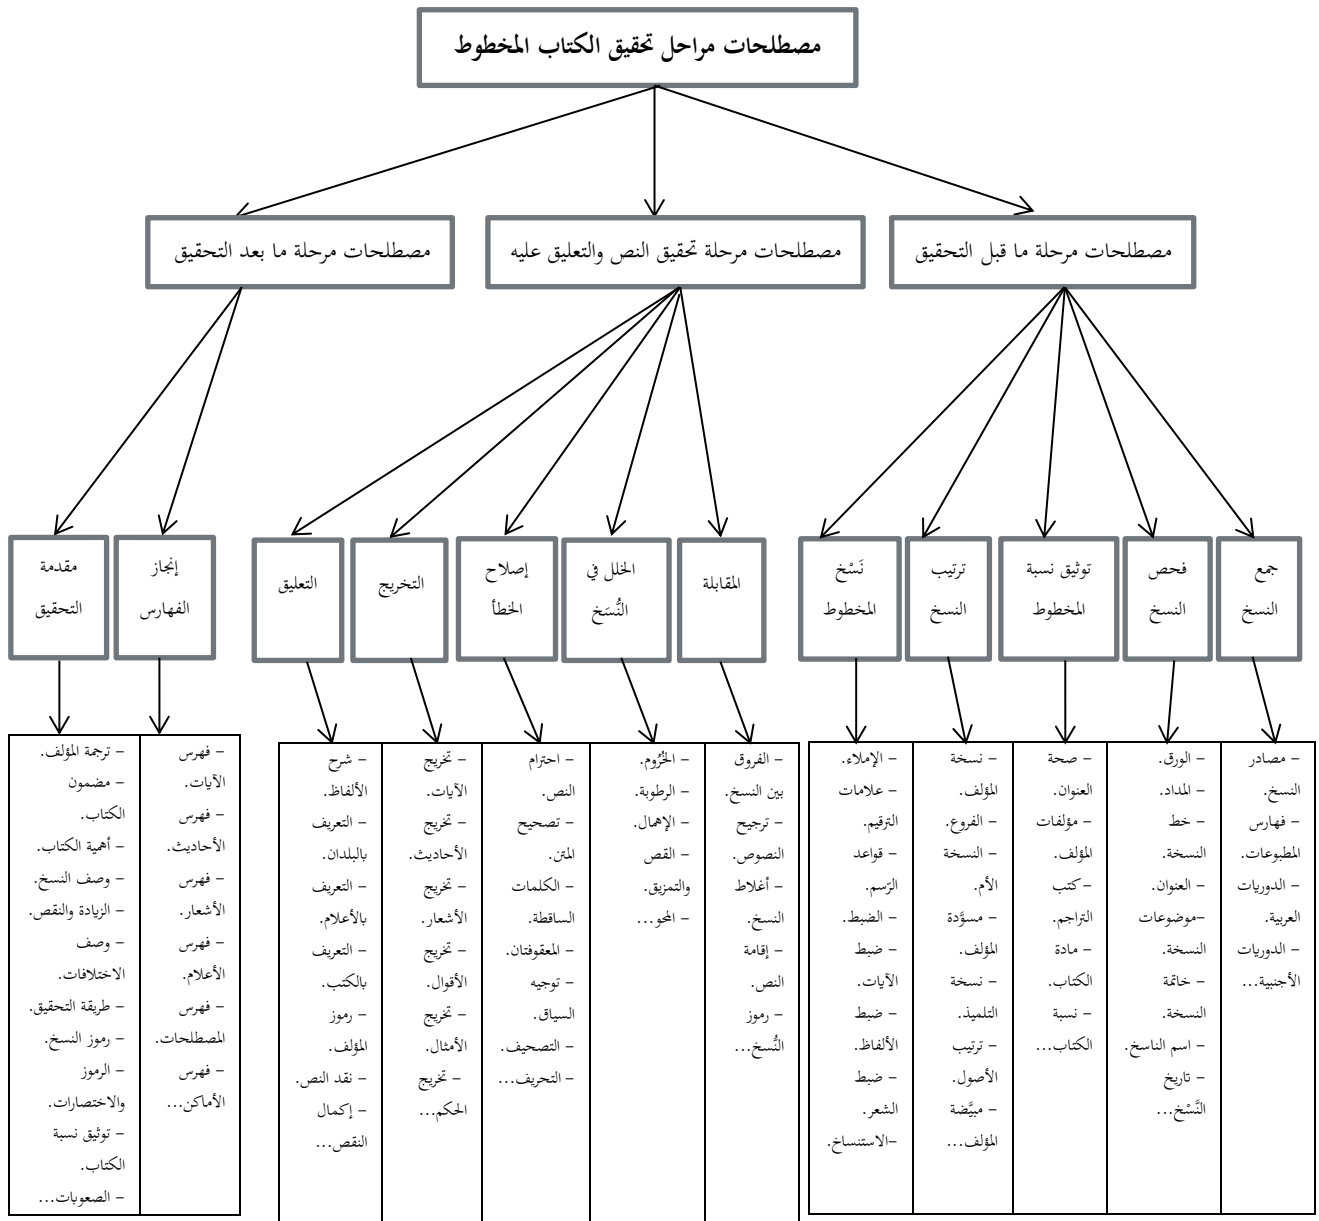 مصطلحات مراحل تحقيق الكتاب المخطوط
مصطلحات مرحلة ما قبل التحقيق
مصطلحات مرحلة تحقيق النص والتعليق عليه
مصطلحات مرحلة ما بعد التحقيق
جمع
النسخ
فحص
النسخ
توثيق نسبة
المخطوط
ترتيب
النسخ
نَسْخ
المخطوط
المقابلة
الخلل في
النُّسَخ
إصلاح
الخطأ
التخريج
التعليق
إنجاز
الفهارس
مقدمة
التحقيق
– مصادر
النسخ.
– فهارس
المطبوعات.
– الدوريات
العربية.
– الدوريات
الأجنبية...
– الورق.
– المداد.
– خط
النسخة.
– العنوان.
–موضوعات
النسخة.
– خاتمة
النسخة.
– اسم الناسخ.
– تاريخ
النَّسْخ...
– صحة
العنوان.
– مؤلفات
المؤلف.
–كتب
التراجم.
– مادة
الكتاب.
– نسبة
الكتاب...
– نسخة
المؤلف.
– الفروع.
– النسخة
الأم.
– مسوَّدة
المؤلف.
– نسخة
التلميذ.
– ترتيب
الأصول.
– مبيَّضة
المؤلف...
– الإملاء.
– علامات
الترقيم.
– قواعد
الرّسم.
– الضبط.
– ضبط
الآيات.
– ضبط
الألفاظ.
– ضبط
الشعر.
–الاستنساخ.
– الفروق
بين النسخ.
– ترجيح
النصوص.
– أغلاط
النسخ.
– إقامة
النص.
– رموز
النُّسخ...
– الخُرُوم.
– الرطوبة.
– الإهمال.
– القص
والتمزيق.
– المحو...
– احترام
النص.
– تصحيح
المتن.
– الكلمات
الساقطة.
– المعقوفتان.
– توجيه
السياق.
– التصحيف.
– التحريف...
– تخريج
الآيات.
– تخريج
الأحاديث.
– تخريج
الأشعار.
– تخريج
الأقوال.
– تخريج
الأمثال.
– تخريج
الحكم...
– شرح
الألفاظ.
– التعريف
بالبلدان.
– التعريف
بالأعلام.
– التعريف
بالكتب.
– رموز
المؤلف.
– نقد النص.
– إكمال
النقص...
– فهرس
الآيات.
– فهرس
الأحاديث.
– فهرس
الأشعار.
– فهرس
الأعلام.
– فهرس
المصطلحات.
– فهرس
الأماكن...
– ترجمة المؤلف.
– مضمون
الكتاب.
– أهمية الكتاب.
– وصف النسخ.
– الزيادة والنقص.
– وصف
الاختلافات.
– طريقة التحقيق.
– رموز النسخ.
– الرموز
والاختصارات.
– توثيق نسبة
الكتاب.
– الصعوبات...